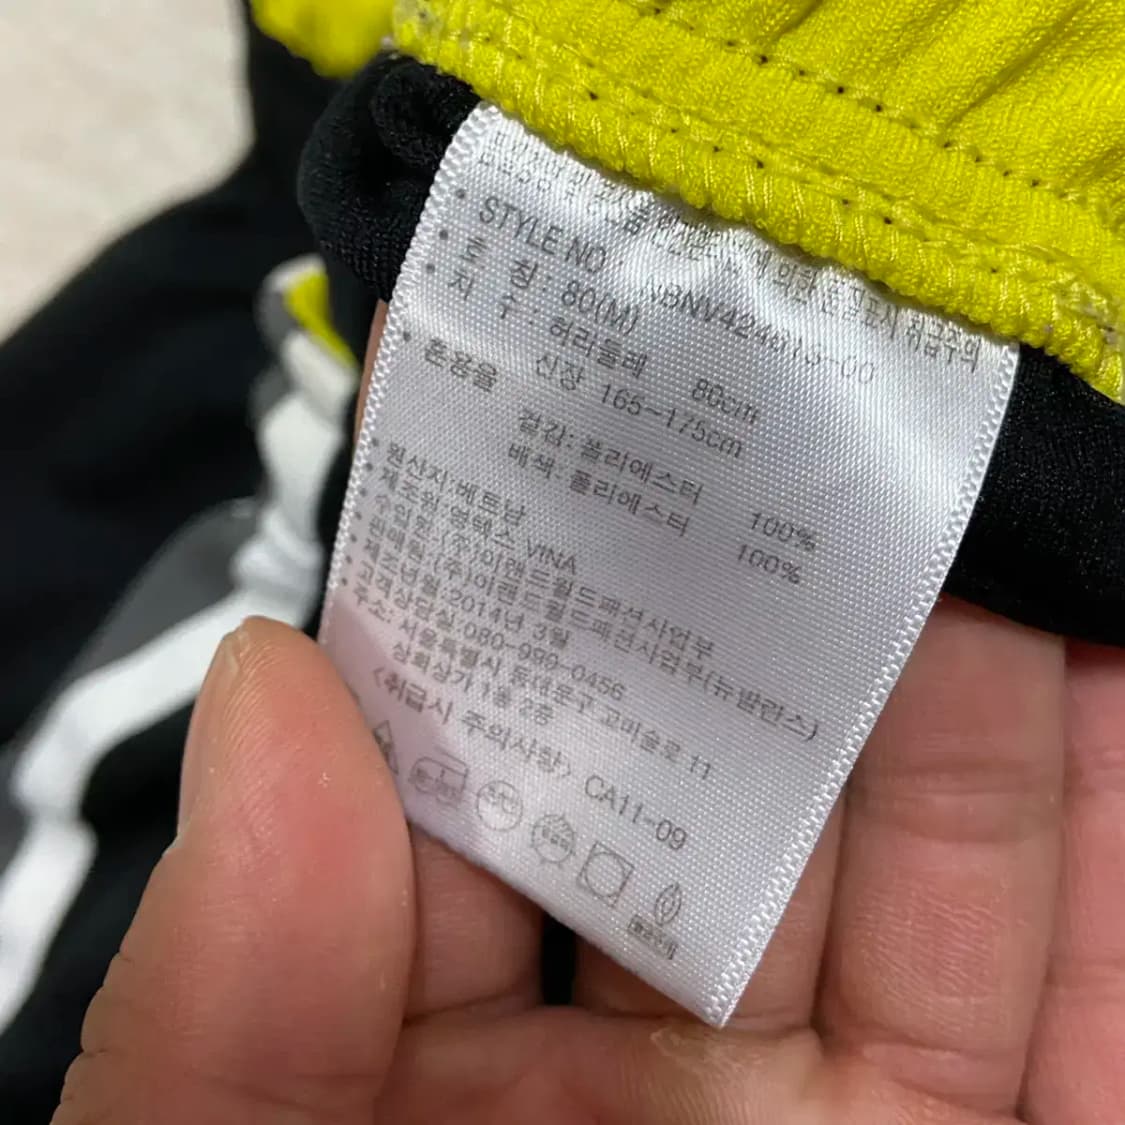 • STYLE NO NBNV424013-00
• 호 칭 : 80(M)
• 치 수 : 허리둘레 80cm
신장 165~175cm
• 혼용율
겉감: 폴리에스터 100%
배색: 폴리에스터 100%
• 원산지:베트남
• 제조원:영텍스 VINA
• 수입원:(주)이랜드월드패션사업부
• 판매원:(주)이랜드월드패션사업부(뉴발란스)
• 제조년월:2014년 3월
• 고객상담실:080-999-0456
• 주소: 서울특별시 동대문구 고미술로 11
상희상가 1동 2층
<취급시 주의사항> CA11-09